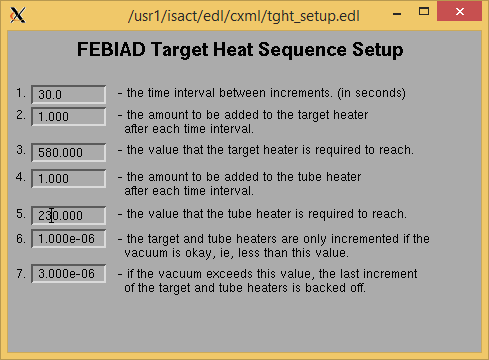 /usr1/isact/edl/cxml/tght_setup.edl
FEBIAD Target Heat Sequence Setup
1. 30.0 - the time interval between increments. (in seconds)
2. 1.000 - the amount to be added to the target heater
after each time interval.
3. 580.000 - the value that the target heater is required to reach.
4. 1.000 - the amount to be added to the tube heater
after each time interval.
5. 230.000 - the value that the tube heater is required to reach.
6. 1.000e-06 - the target and tube heaters are only incremented if the
vacuum is okay, ie, less than this value.
7. 3.000e-06 - if the vacuum exceeds this value, the last increment
of the target and tube heaters is backed off.